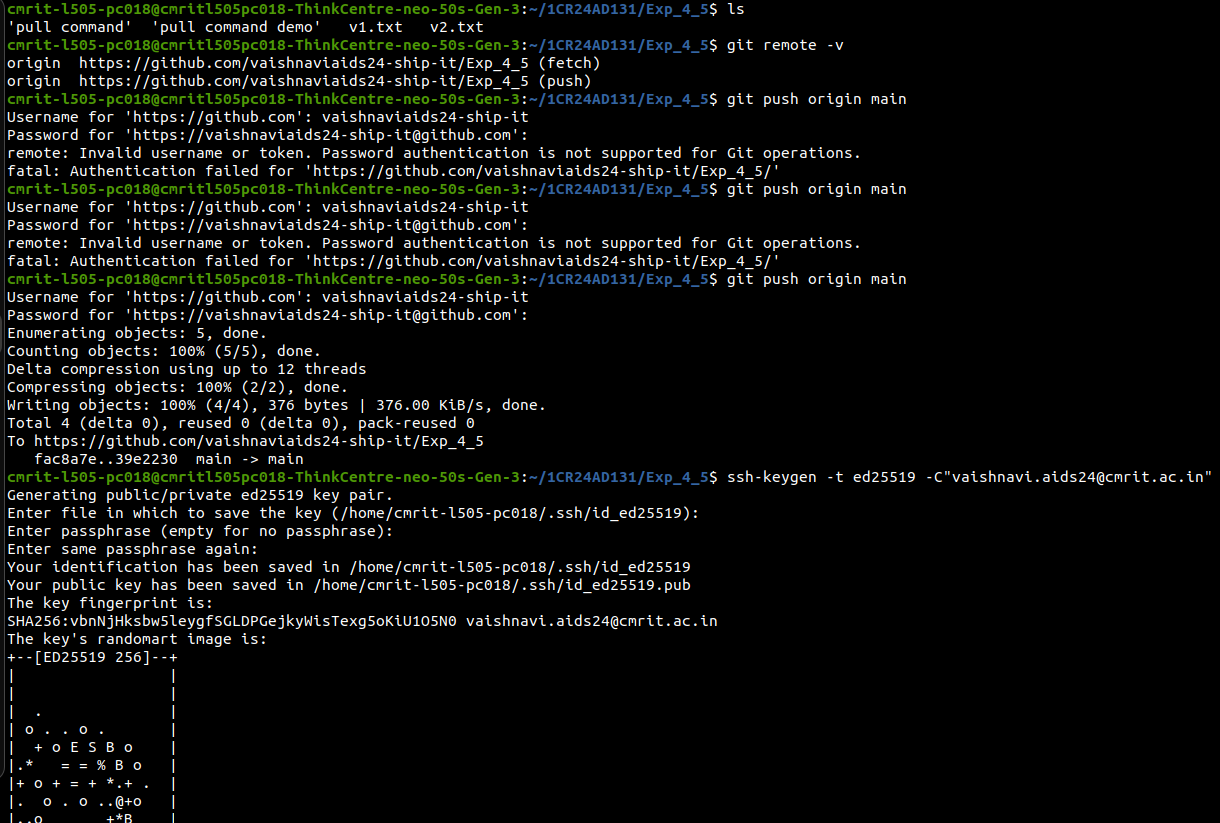 cmrit-l505-pc018@cmritl505pc018-ThinkCentre-neo-50s-Gen-3:~/1CR24AD131/Exp_4_5$ ls
'pull command'  'pull command demo'   v1.txt   v2.txt
cmrit-l505-pc018@cmritl505pc018-ThinkCentre-neo-50s-Gen-3:~/1CR24AD131/Exp_4_5$ git remote -v
origin  https://github.com/vaishnaviaids24-ship-it/Exp_4_5 (fetch)
origin  https://github.com/vaishnaviaids24-ship-it/Exp_4_5 (push)
cmrit-l505-pc018@cmritl505pc018-ThinkCentre-neo-50s-Gen-3:~/1CR24AD131/Exp_4_5$ git push origin main
Username for 'https://github.com': vaishnaviaids24-ship-it
Password for 'https://vaishnaviaids24-ship-it@github.com':
remote: Invalid username or token. Password authentication is not supported for Git operations.
fatal: Authentication failed for 'https://github.com/vaishnaviaids24-ship-it/Exp_4_5/'
cmrit-l505-pc018@cmritl505pc018-ThinkCentre-neo-50s-Gen-3:~/1CR24AD131/Exp_4_5$ git push origin main
Username for 'https://github.com': vaishnaviaids24-ship-it
Password for 'https://vaishnaviaids24-ship-it@github.com':
remote: Invalid username or token. Password authentication is not supported for Git operations.
fatal: Authentication failed for 'https://github.com/vaishnaviaids24-ship-it/Exp_4_5/'
cmrit-l505-pc018@cmritl505pc018-ThinkCentre-neo-50s-Gen-3:~/1CR24AD131/Exp_4_5$ git push origin main
Username for 'https://github.com': vaishnaviaids24-ship-it
Password for 'https://vaishnaviaids24-ship-it@github.com':
Enumerating objects: 5, done.
Counting objects: 100% (5/5), done.
Delta compression using up to 12 threads
Compressing objects: 100% (2/2), done.
Writing objects: 100% (4/4), 376 bytes | 376.00 KiB/s, done.
Total 4 (delta 0), reused 0 (delta 0), pack-reused 0
To https://github.com/vaishnaviaids24-ship-it/Exp_4_5
   fac8a7e..39e2230  main -> main
cmrit-l505-pc018@cmritl505pc018-ThinkCentre-neo-50s-Gen-3:~/1CR24AD131/Exp_4_5$ ssh-keygen -t ed25519 -C"vaishnavi.aids24@cmrit.ac.in"
Generating public/private ed25519 key pair.
Enter file in which to save the key (/home/cmrit-l505-pc018/.ssh/id_ed25519):
Enter passphrase (empty for no passphrase):
Enter same passphrase again:
Your identification has been saved in /home/cmrit-l505-pc018/.ssh/id_ed25519
Your public key has been saved in /home/cmrit-l505-pc018/.ssh/id_ed25519.pub
The key fingerprint is:
SHA256:vbnNjHksbw5leygfSGLDPGejkyWisTexg5oKiU1O5N0 vaishnavi.aids24@cmrit.ac.in
The key's randomart image is:
+--[ED25519 256]--+
|                 |
|                 |
|  .              |
| o . . o .       |
|  + o E S B o    |
|.*   = = % B o   |
|+ o + = + *.+ .  |
|.  o . o ..@+o   |
|..o       +*B    |